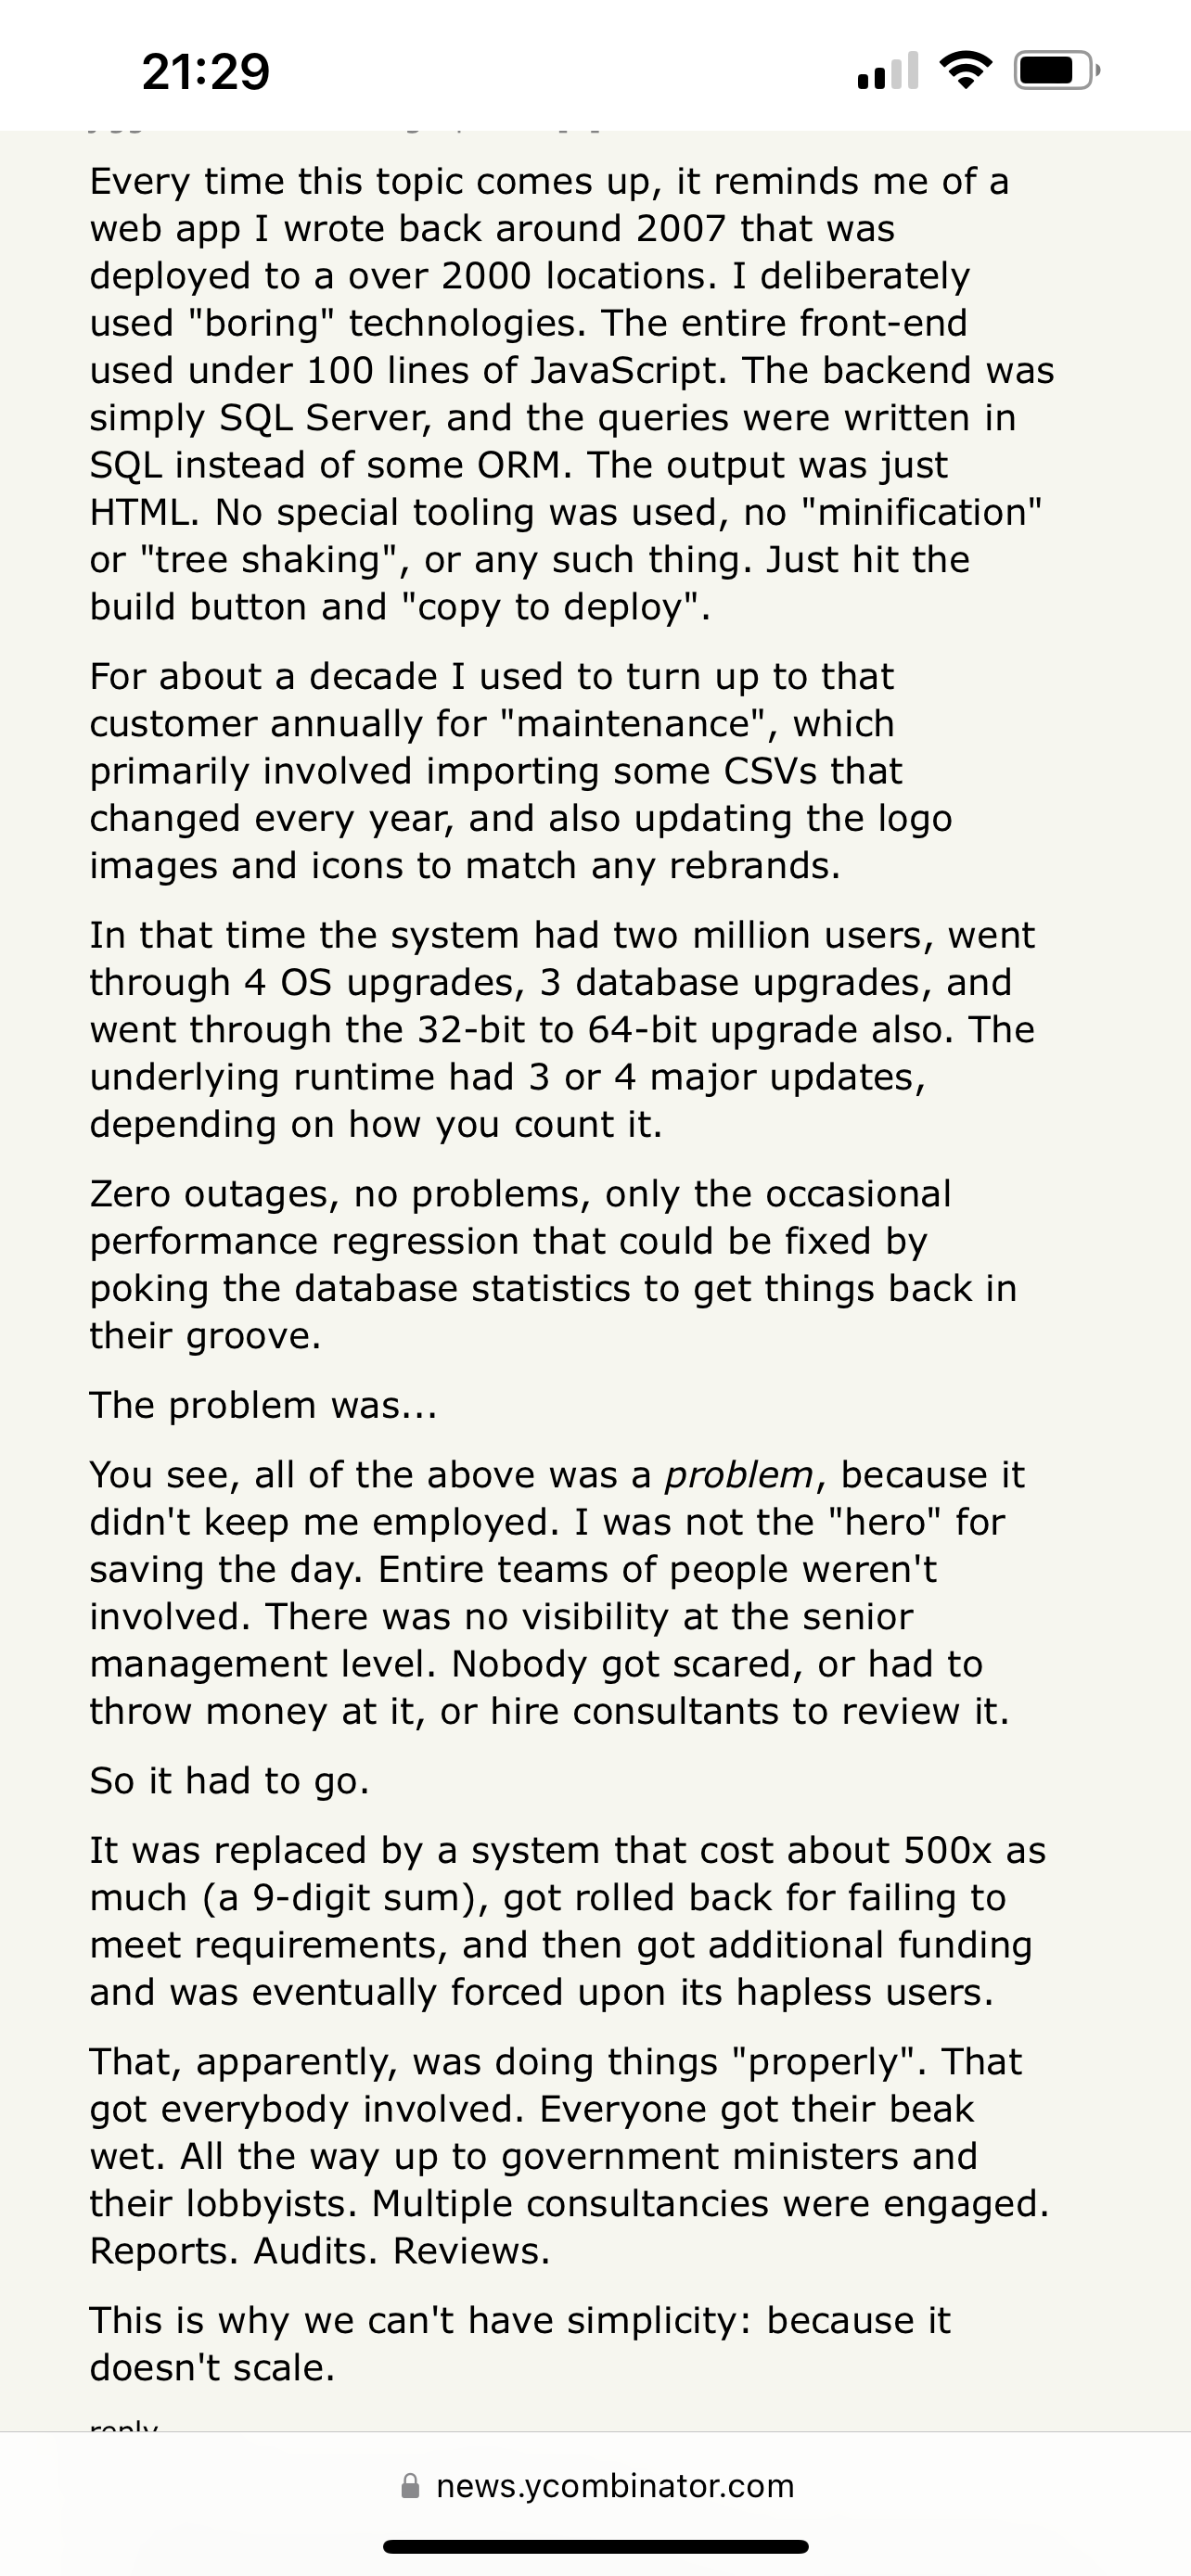 21:29
Every time this topic comes up, it reminds me of a
web app I wrote back around 2007 that was
deployed to a over 2000 locations. I deliberately
used "boring" technologies. The entire front-end
used under 100 lines of JavaScript. The backend was
simply SQL Server, and the queries were written in
SQL instead of some ORM. The output was just
HTML. No special tooling was used, no "minification"
or "tree shaking", or any such thing. Just hit the
build button and "copy to deploy".
For about a decade I used to turn up to that
customer annually for "maintenance", which
primarily involved importing some CSVs that
changed every year, and also updating the logo
images and icons to match any rebrands.
In that time the system had two million users, went
through 4 OS upgrades, 3 database upgrades, and
went through the 32-bit to 64-bit upgrade also. The
underlying runtime had 3 or 4 major updates,
depending on how you count it.
Zero outages, no problems, only the occasional
performance regression that could be fixed by
poking the database statistics to get things back in
their groove.
The problem was...
You see, all of the above was a problem, because it
didn't keep me employed. I was not the "hero" for
saving the day. Entire teams of people weren't
involved. There was no visibility at the senior
management level. Nobody got scared, or had to
throw money at it, or hire consultants to review it.
So it had to go.
It was replaced by a system that cost about 500x as
much (a 9-digit sum), got rolled back for failing to
meet requirements, and then got additional funding
and was eventually forced upon its hapless users.
That, apparently, was doing things "properly". That
got everybody involved. Everyone got their beak
wet. All the way up to government ministers and
their lobbyists. Multiple consultancies were engaged.
Reports. Audits. Reviews.
This is why we can't have simplicity: because it
doesn't scale.
reply
news.ycombinator.com